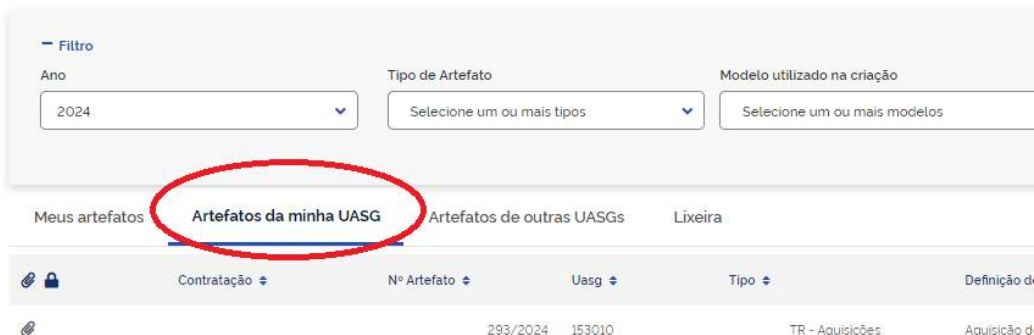 Filtro
Ano Tipo de Artefato Modelo utilizado na criação
2024 Selecione um ou mais tipos Selecione um ou mais modelos
Meus artefatos Artefatos da minha UASG Artefatos de outras UASGs Lixeira
Contratação Nº Artefato Uasg Tipo Definição d
293/2024 153010 TR - Aquisições Aquisição d